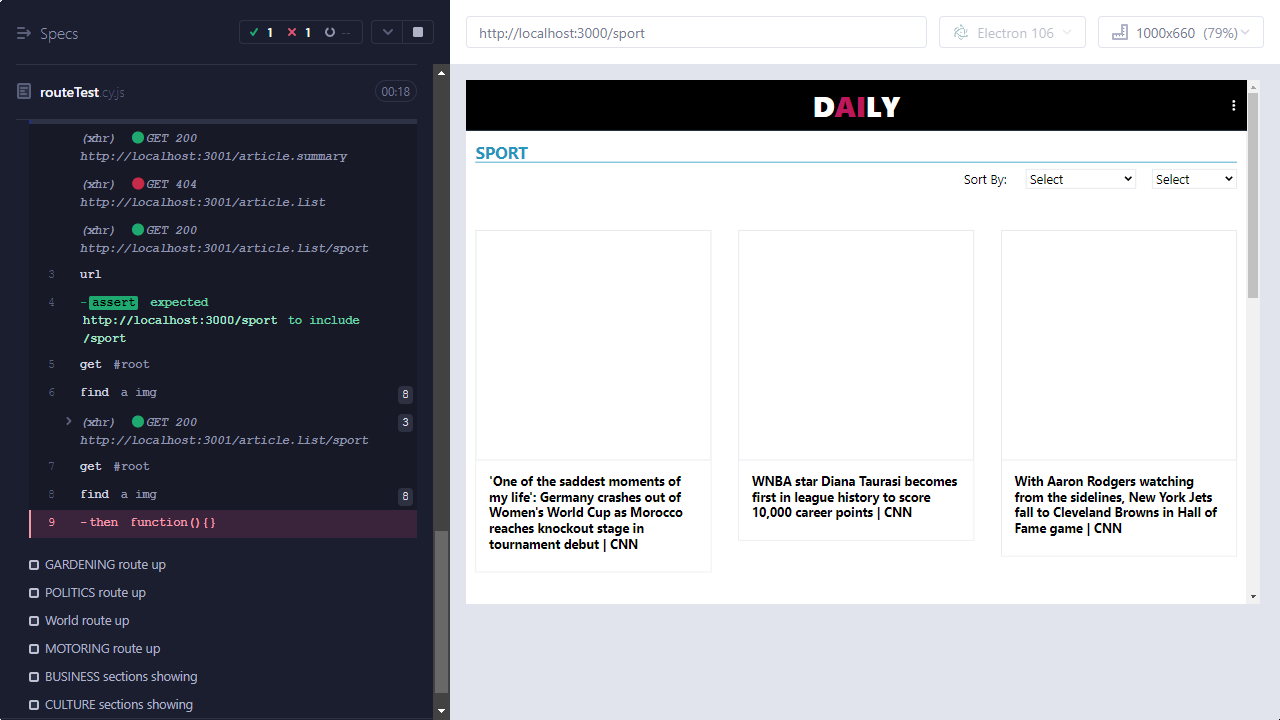 Specs
1
1
--
routeTest.cy.js
00:18
(xhr) GET 200
http://localhost:3001/article.summary
(xhr) GET 404
http://localhost:3001/article.list
(xhr) GET 200
http://localhost:3001/article.list/sport
3 url
4 -assert expected
http://localhost:3000/sport to include
/sport
5 get #root
6 find a img 8
(xhr) GET 200 3
http://localhost:3001/article.list/sport
7 get #root
8 find a img 8
9 -then function(){}
GARDENING route up
POLITICS route up
World route up
MOTORING route up
BUSINESS sections showing
CULTURE sections showing
http://localhost:3000/sport
Electron 106
1000x660 (79%)
DAILY
SPORT
Sort By: Select Select
'One of the saddest moments of
my life': Germany crashes out of
Women's World Cup as Morocco
reaches knockout stage in
tournament debut | CNN
WNBA star Diana Taurasi becomes
first in league history to score
10,000 career points | CNN
With Aaron Rodgers watching
from the sidelines, New York Jets
fall to Cleveland Browns in Hall of
Fame game | CNN